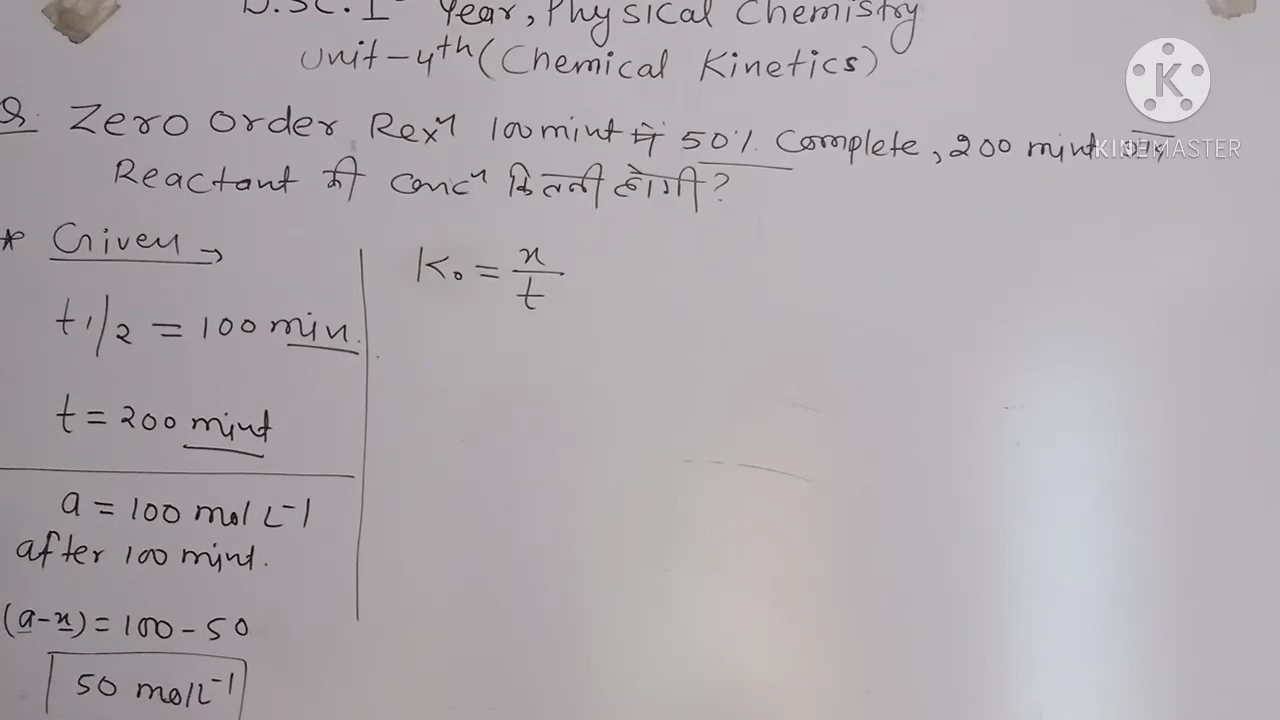 B.Sc. I Year, Physical Chemistry
Unit-4th (Chemical Kinetics)
Q. Zero Order Rexⁿ 100 mint में 50% Complete, 200 mint बाद
Reactant की Concⁿ कितनी होगी?
* Given →
t1/2 = 100 min.
t = 200 mint
a = 100 mol L⁻¹
after 100 mint.
(a-x) = 100-50
50 mol L⁻¹
K₀ = x/t
K
KINEMASTER